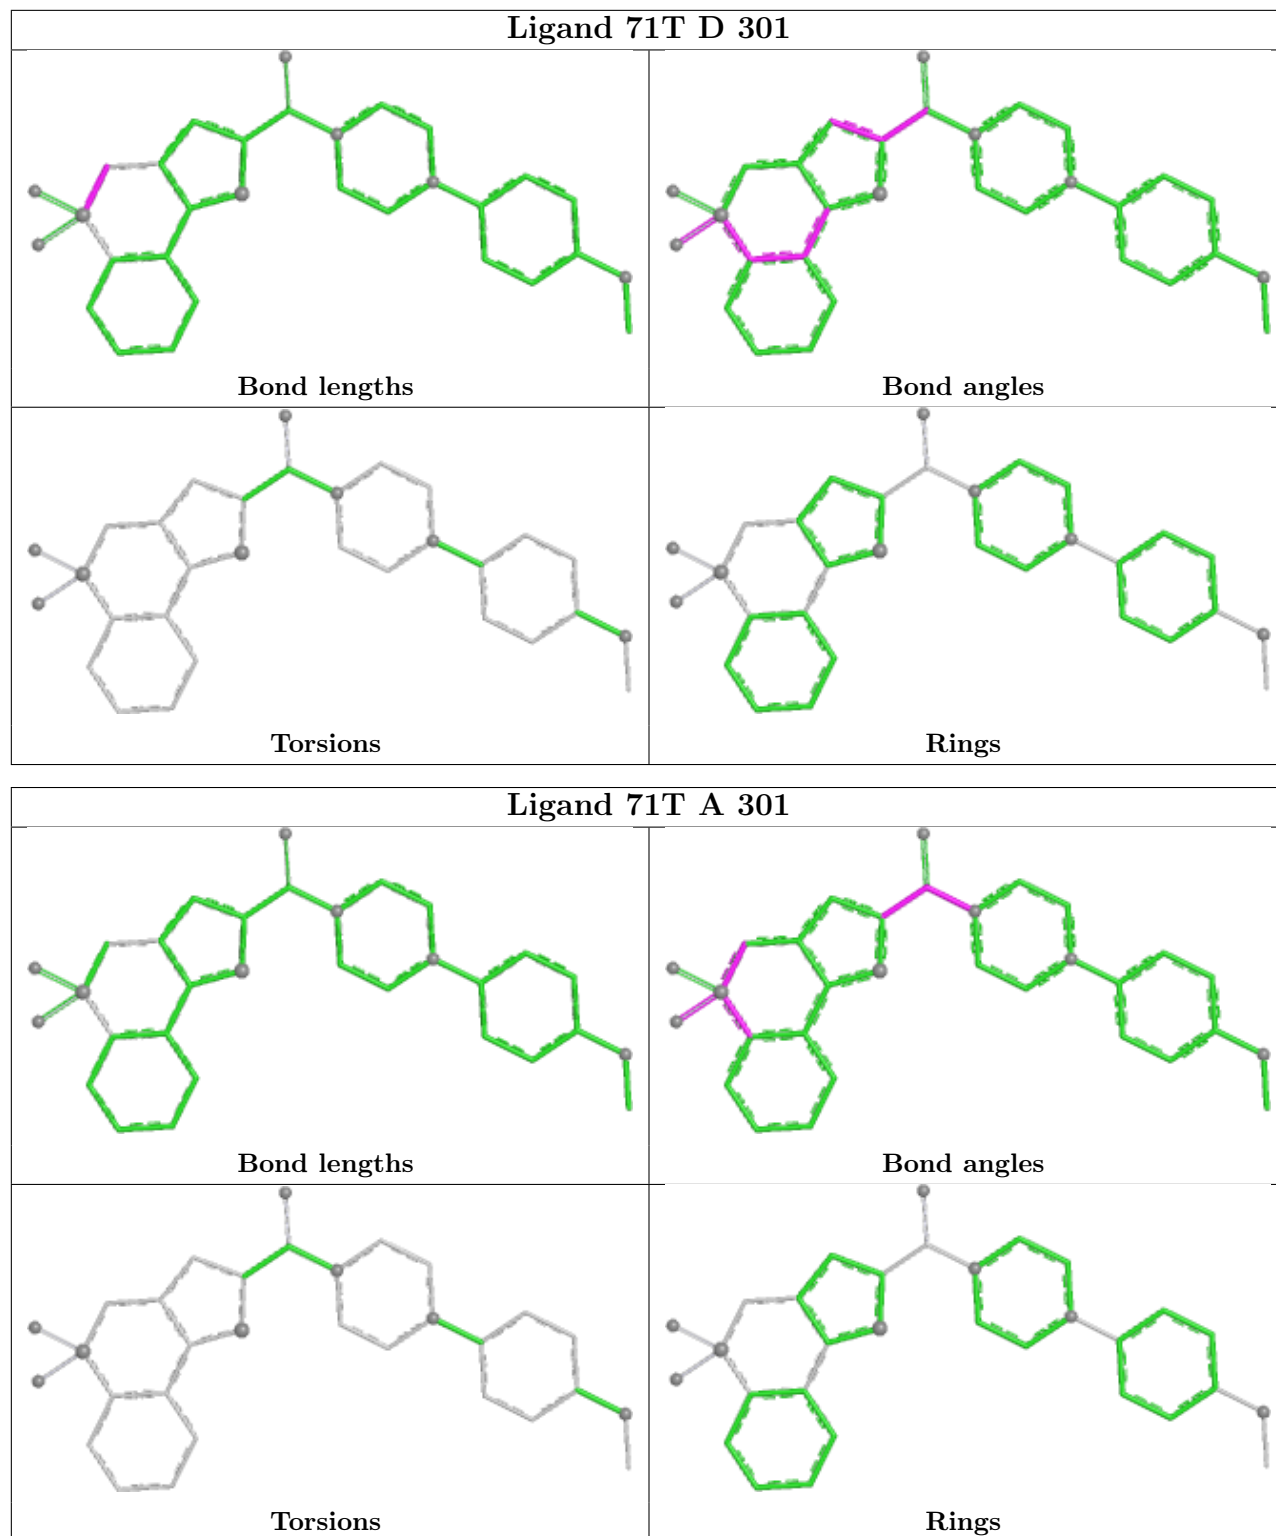 Ligand 71T D 301
Bond lengths
Bond angles
Torsions
Rings
Ligand 71T A 301
Bond lengths
Bond angles
Torsions
Rings